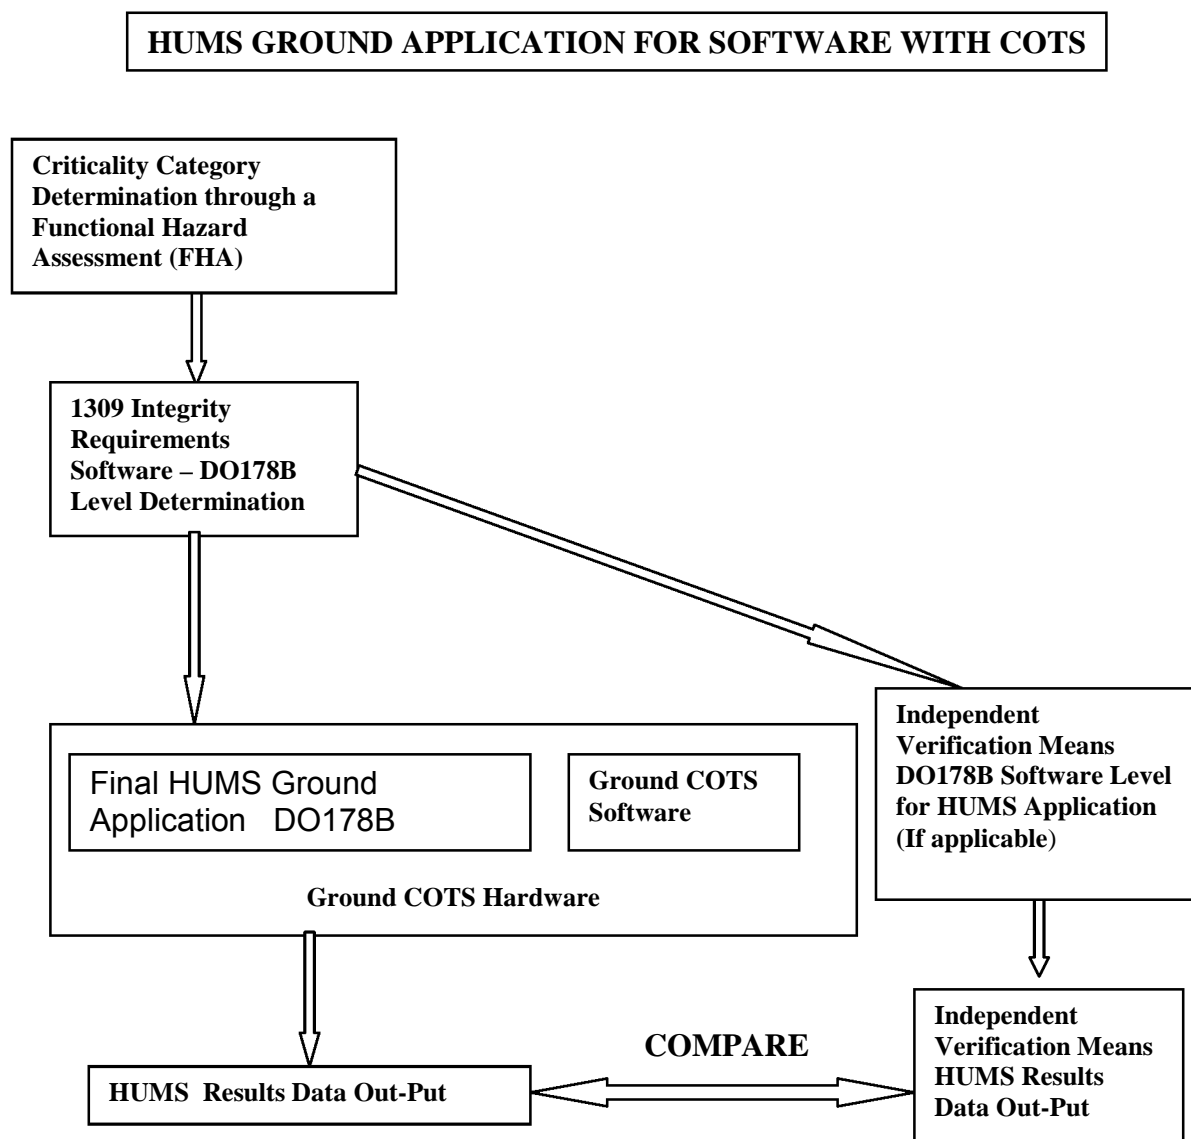 HUMS GROUND APPLICATION FOR SOFTWARE WITH COTS
Criticality Category
Determination through a
Functional Hazard
Assessment (FHA)
1309 Integrity
Requirements
Software – DO178B
Level Determination
Final HUMS Ground
Application DO178B
Ground COTS
Software
Ground COTS Hardware
Independent
Verification Means
DO178B Software Level
for HUMS Application
(If applicable)
COMPARE
HUMS Results Data Out-Put
Independent
Verification Means
HUMS Results
Data Out-Put